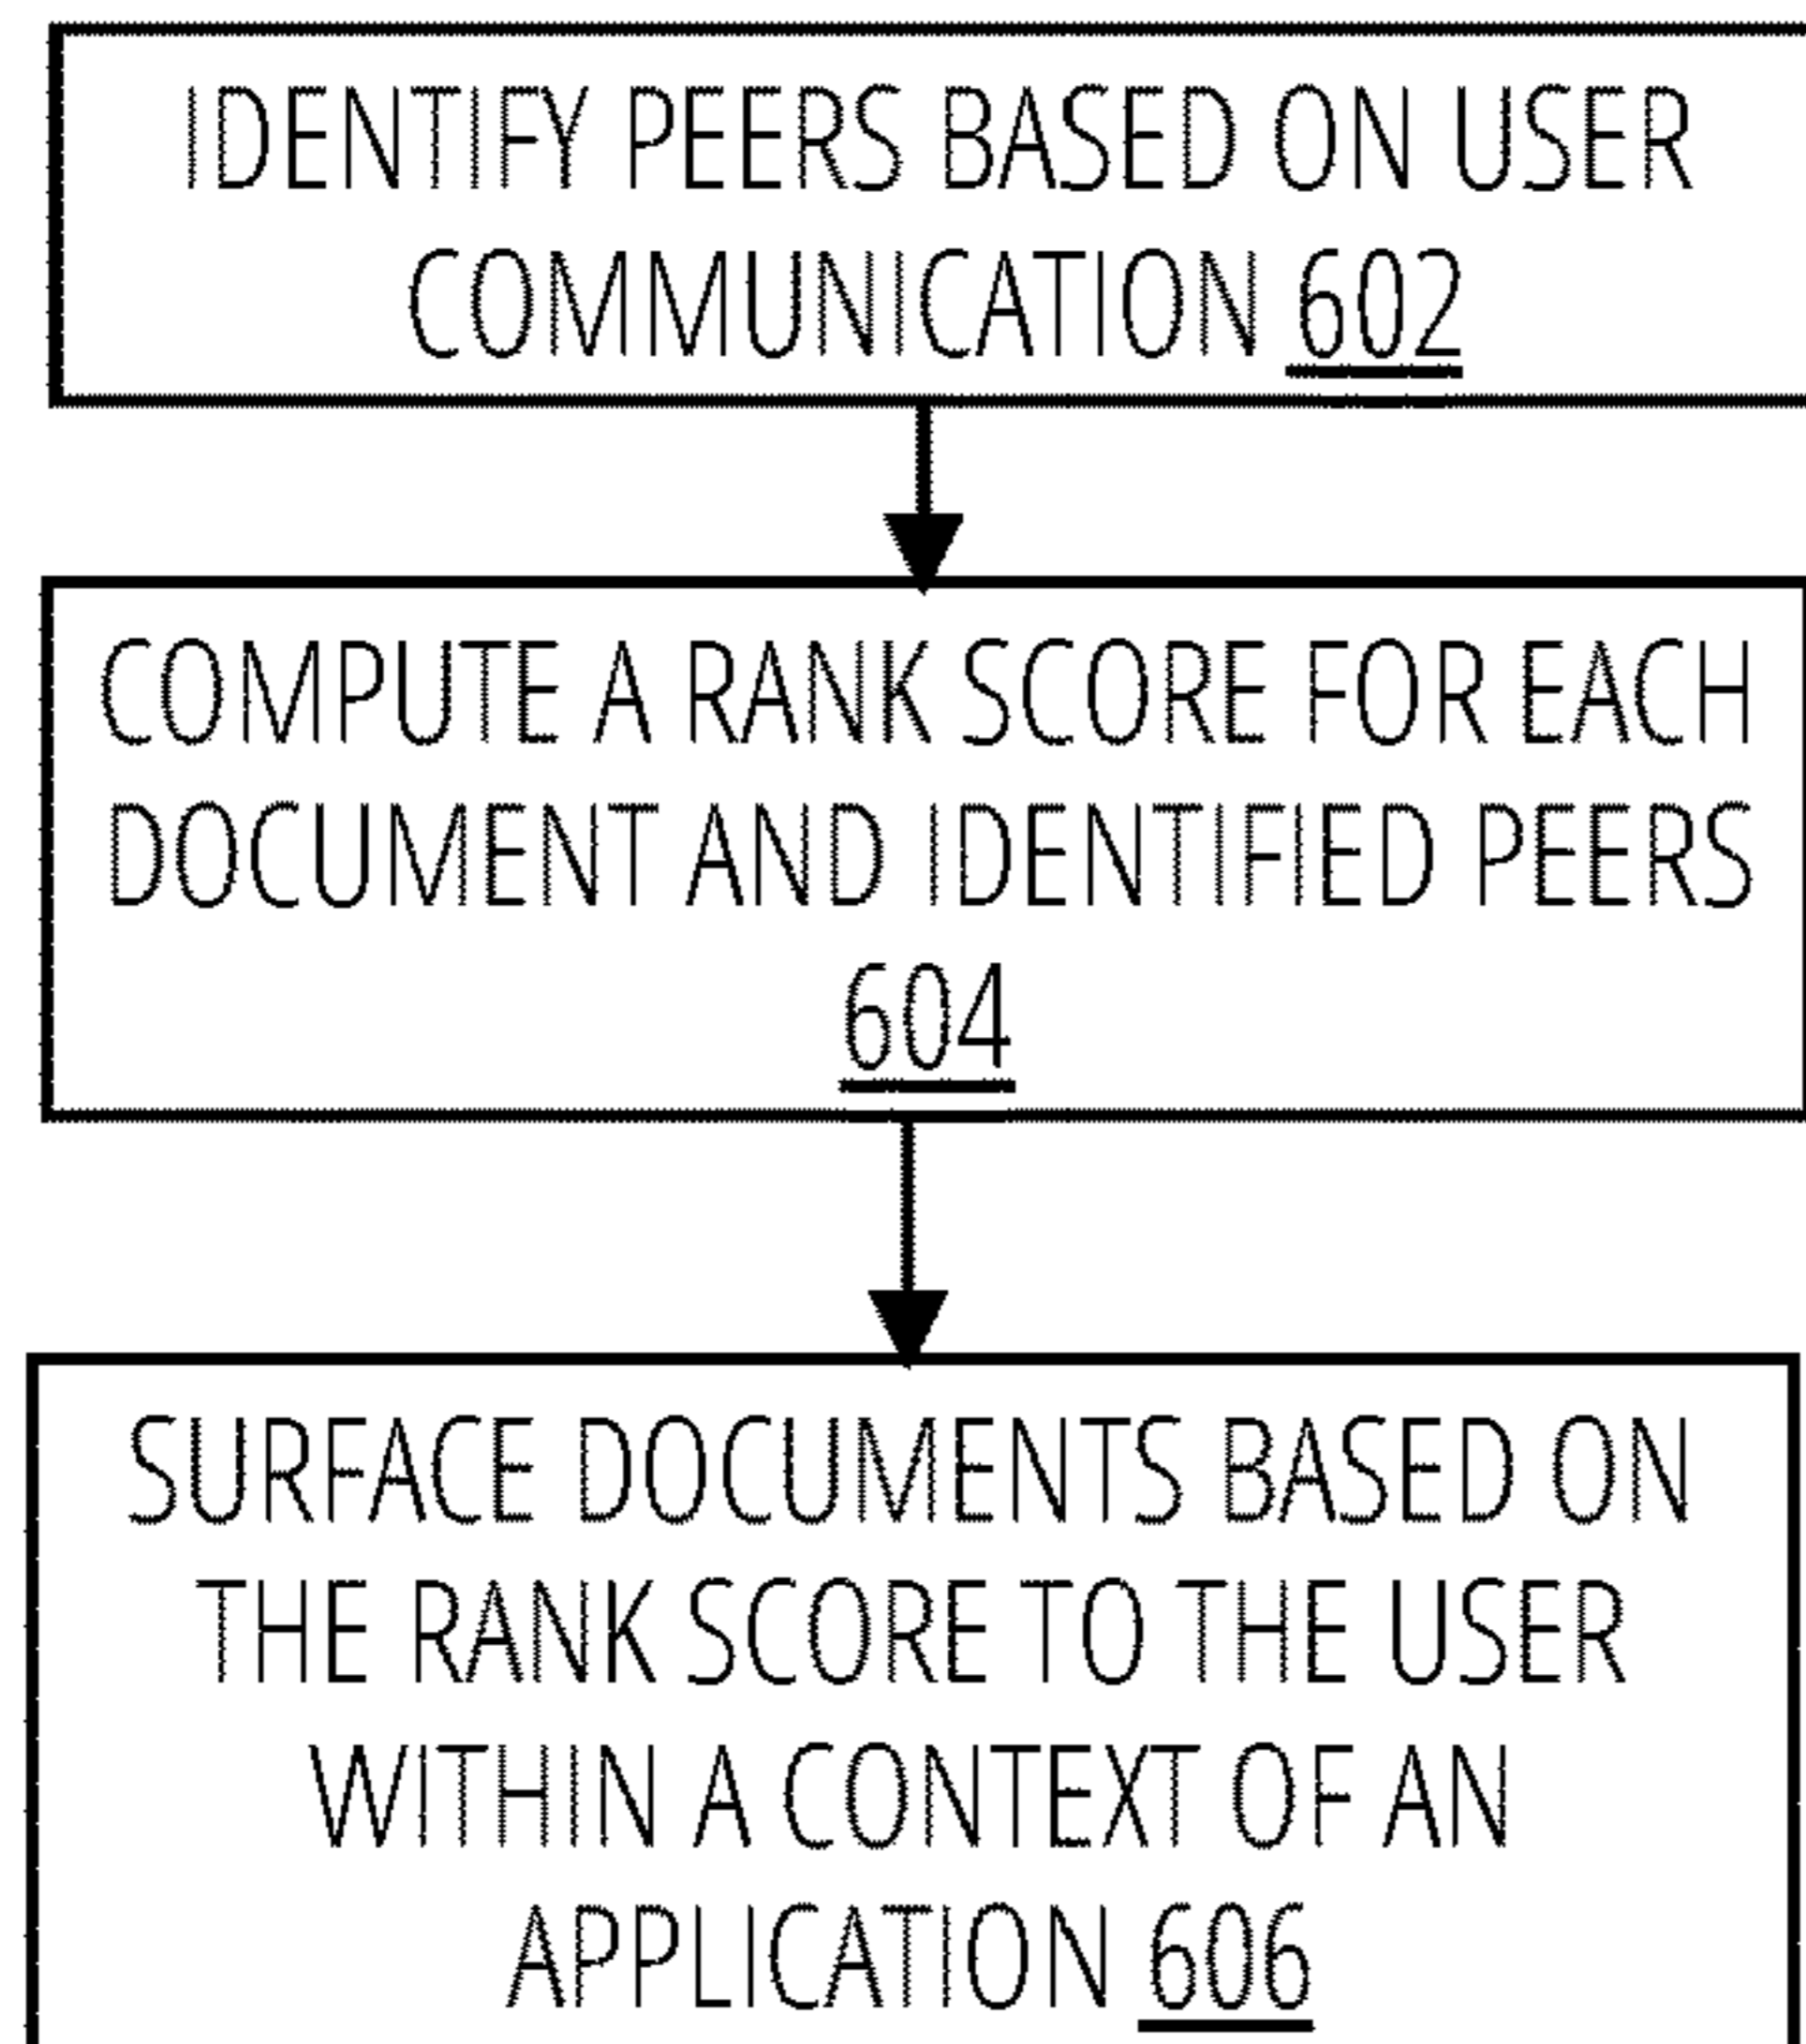 IDENTIFY PEERS BASED ON USER
COMMUNICATION 602
COMPUTE A RANK SCORE FOR EACH
DOCUMENT AND IDENTIFIED PEERS
604
SURFACE DOCUMENTS BASED ON
THE RANK SCORE TO THE USER
WITHIN A CONTEXT OF AN
APPLICATION 606